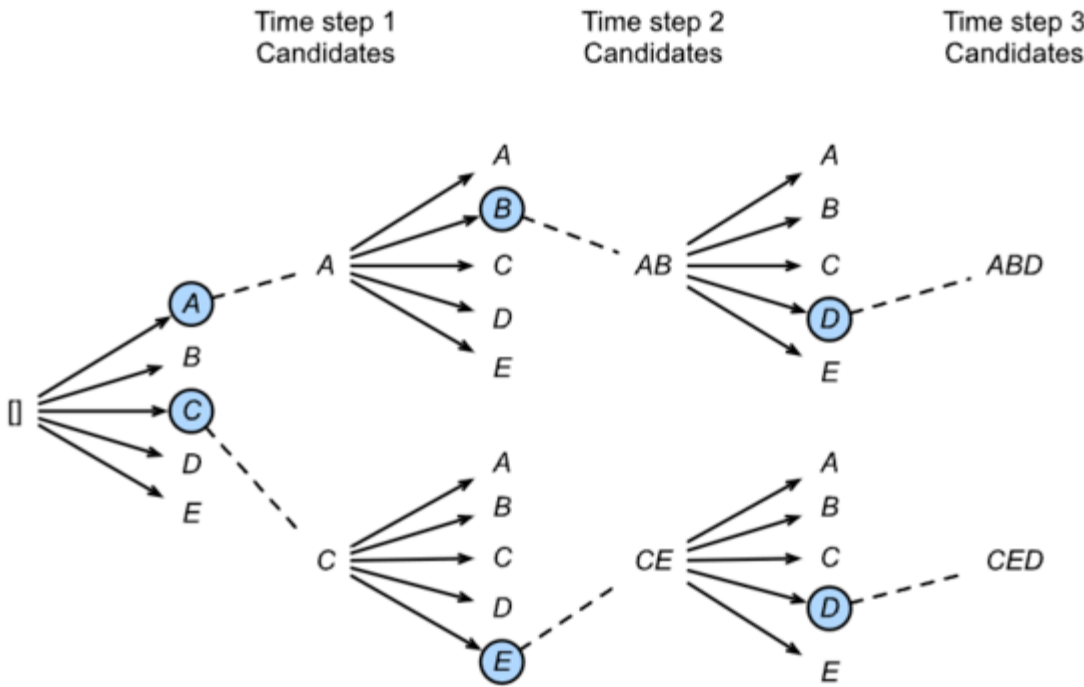 Time step 1
Candidates
Time step 2
Candidates
Time step 3
Candidates
[]
A
B
C
D
E
A
A
B
C
D
E
AB
A
B
C
D
E
ABD
C
A
B
C
D
E
CE
A
B
C
D
E
CED